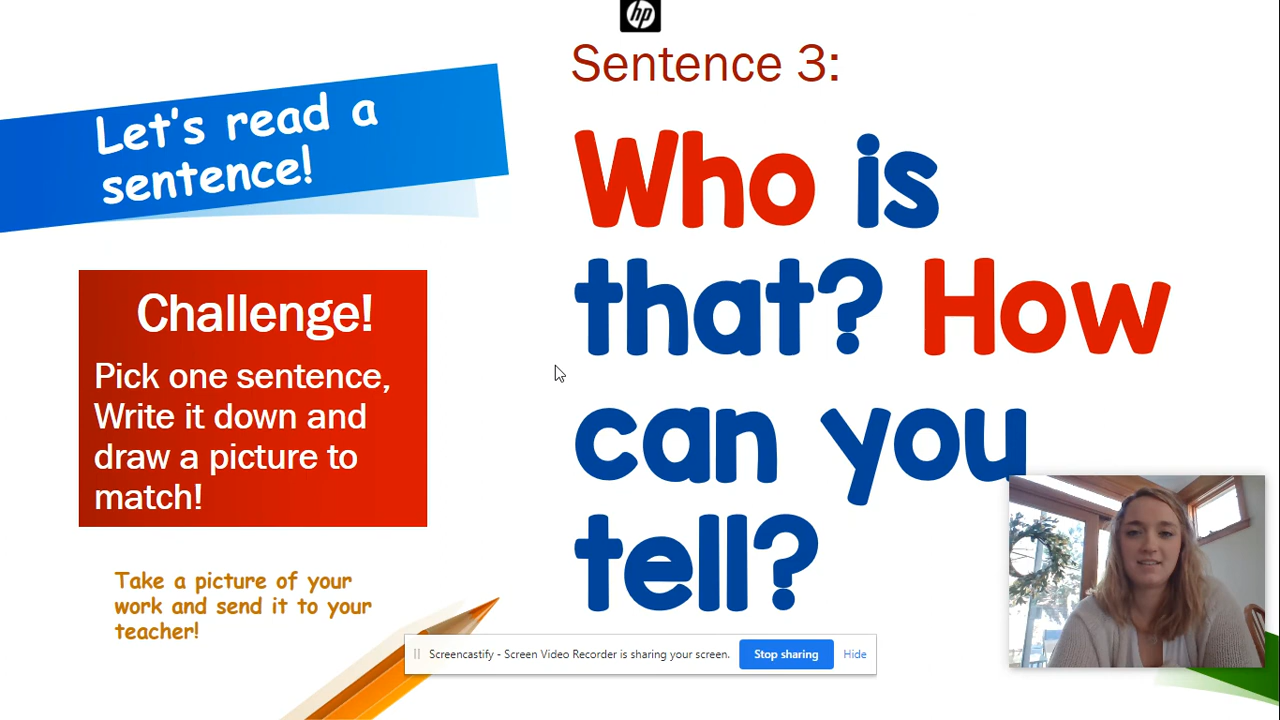 hp
Let's read a
sentence!
Challenge!
Pick one sentence,
Write it down and
draw a picture to
match!
Take a picture of your
work and send it to your
teacher!
Sentence 3:
Who is
that? How
can you
tell?
Screencastify - Screen Video Recorder is sharing your screen. Stop sharing Hide